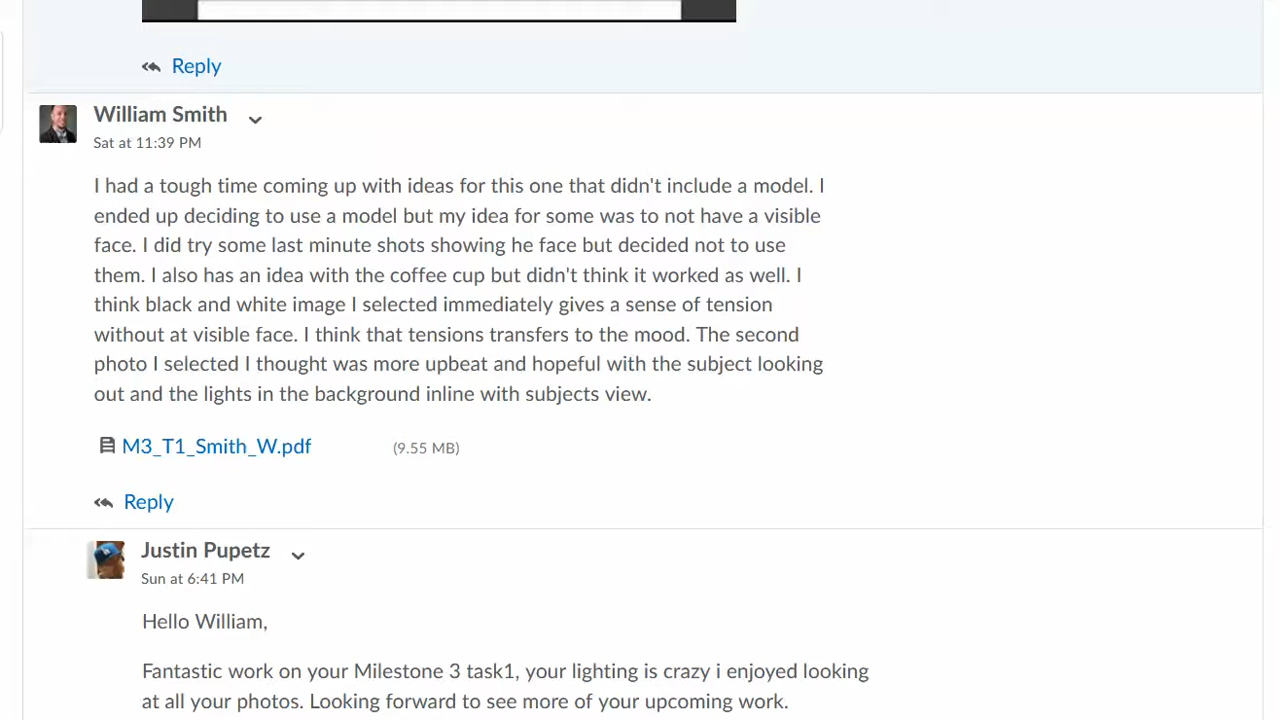 Reply
William Smith
Sat at 11:39 PM
I had a tough time coming up with ideas for this one that didn't include a model. I
ended up deciding to use a model but my idea for some was to not have a visible
face. I did try some last minute shots showing he face but decided not to use
them. I also has an idea with the coffee cup but didn't think it worked as well. I
think black and white image I selected immediately gives a sense of tension
without at visible face. I think that tensions transfers to the mood. The second
photo I selected I thought was more upbeat and hopeful with the subject looking
out and the lights in the background inline with subjects view.
M3_T1_Smith_W.pdf (9.55 MB)
Reply
Justin Pupetz
Sun at 6:41 PM
Hello William,
Fantastic work on your Milestone 3 task1, your lighting is crazy i enjoyed looking
at all your photos. Looking forward to see more of your upcoming work.